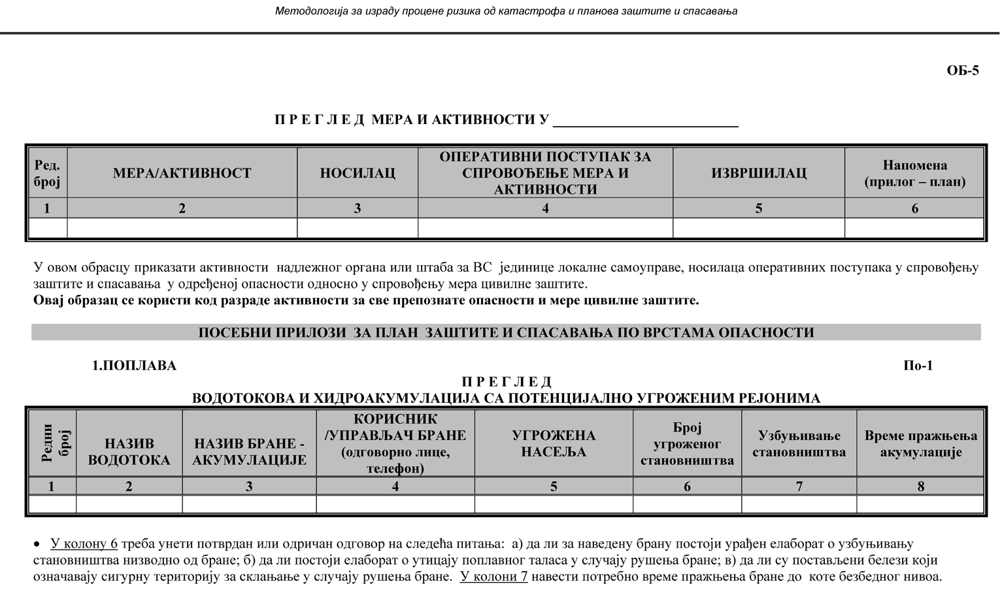 Методологија за израду процене ризика од катастрофа и планова заштите и спасавања
ОБ-5
П Р Е Г Л Е Д МЕРА И АКТИВНОСТИ У
Ред. број
МЕРА/АКТИВНОСТ
НОСИЛАЦ
ОПЕРАТИВНИ ПОСТУПАК ЗА
СПРОВОЂЕЊЕ МЕРА И
АКТИВНОСТИ
ИЗВРШИЛАЦ
Напомена
(прилог – план)
1 2 3 4 5 6
У овом обрасцу приказати активности надлежног органа или штаба за ВС јединице локалне самоуправе, носилаца оперативних поступака у спровођењу
заштите и спасавања у одређеној опасности односно у спровођењу мера цивилне заштите.
Овај образац се користи код разраде активности за све препознате опасности и мере цивилне заштите.
ПОСЕБНИ ПРИЛОЗИ ЗА ПЛАН ЗАШТИТЕ И СПАСАВАЊА ПО ВРСТАМА ОПАСНОСТИ
1.ПОПЛАВА
По-1
П Р Е Г Л Е Д
ВОДОТОКОВА И ХИДРОАКУМУЛАЦИЈА СА ПОТЕНЦИЈАЛНО УГРОЖЕНИМ РЕЈОНИМА
Редни
број
НАЗИВ
ВОДОТОКА
НАЗИВ БРАНЕ -
АКУМУЛАЦИЈЕ
КОРИСНИК
/УПРАВЉАЧ БРАНЕ
(одговорно лице,
телефон)
УГРОЖЕНА
НАСЕЉА
Број
угроженог
становништва
Узбуњивање
становништва
Време пражњења
акумулације
1 2 3 4 5 6 7 8
• У колону 6 треба унети потврдан или одричан одговор на следећа питања: а) да ли за наведену брану постоји урађен елаборат о узбуњивању
становништва низводно од бране; б) да ли постоји елаборат о утицају поплавног таласа у случају рушења бране; в) да ли су постављени белези који
означавају сигурну територију за склањање у случају рушења бране. У колони 7 навести потребно време пражњења бране до коте безбедног нивоа.